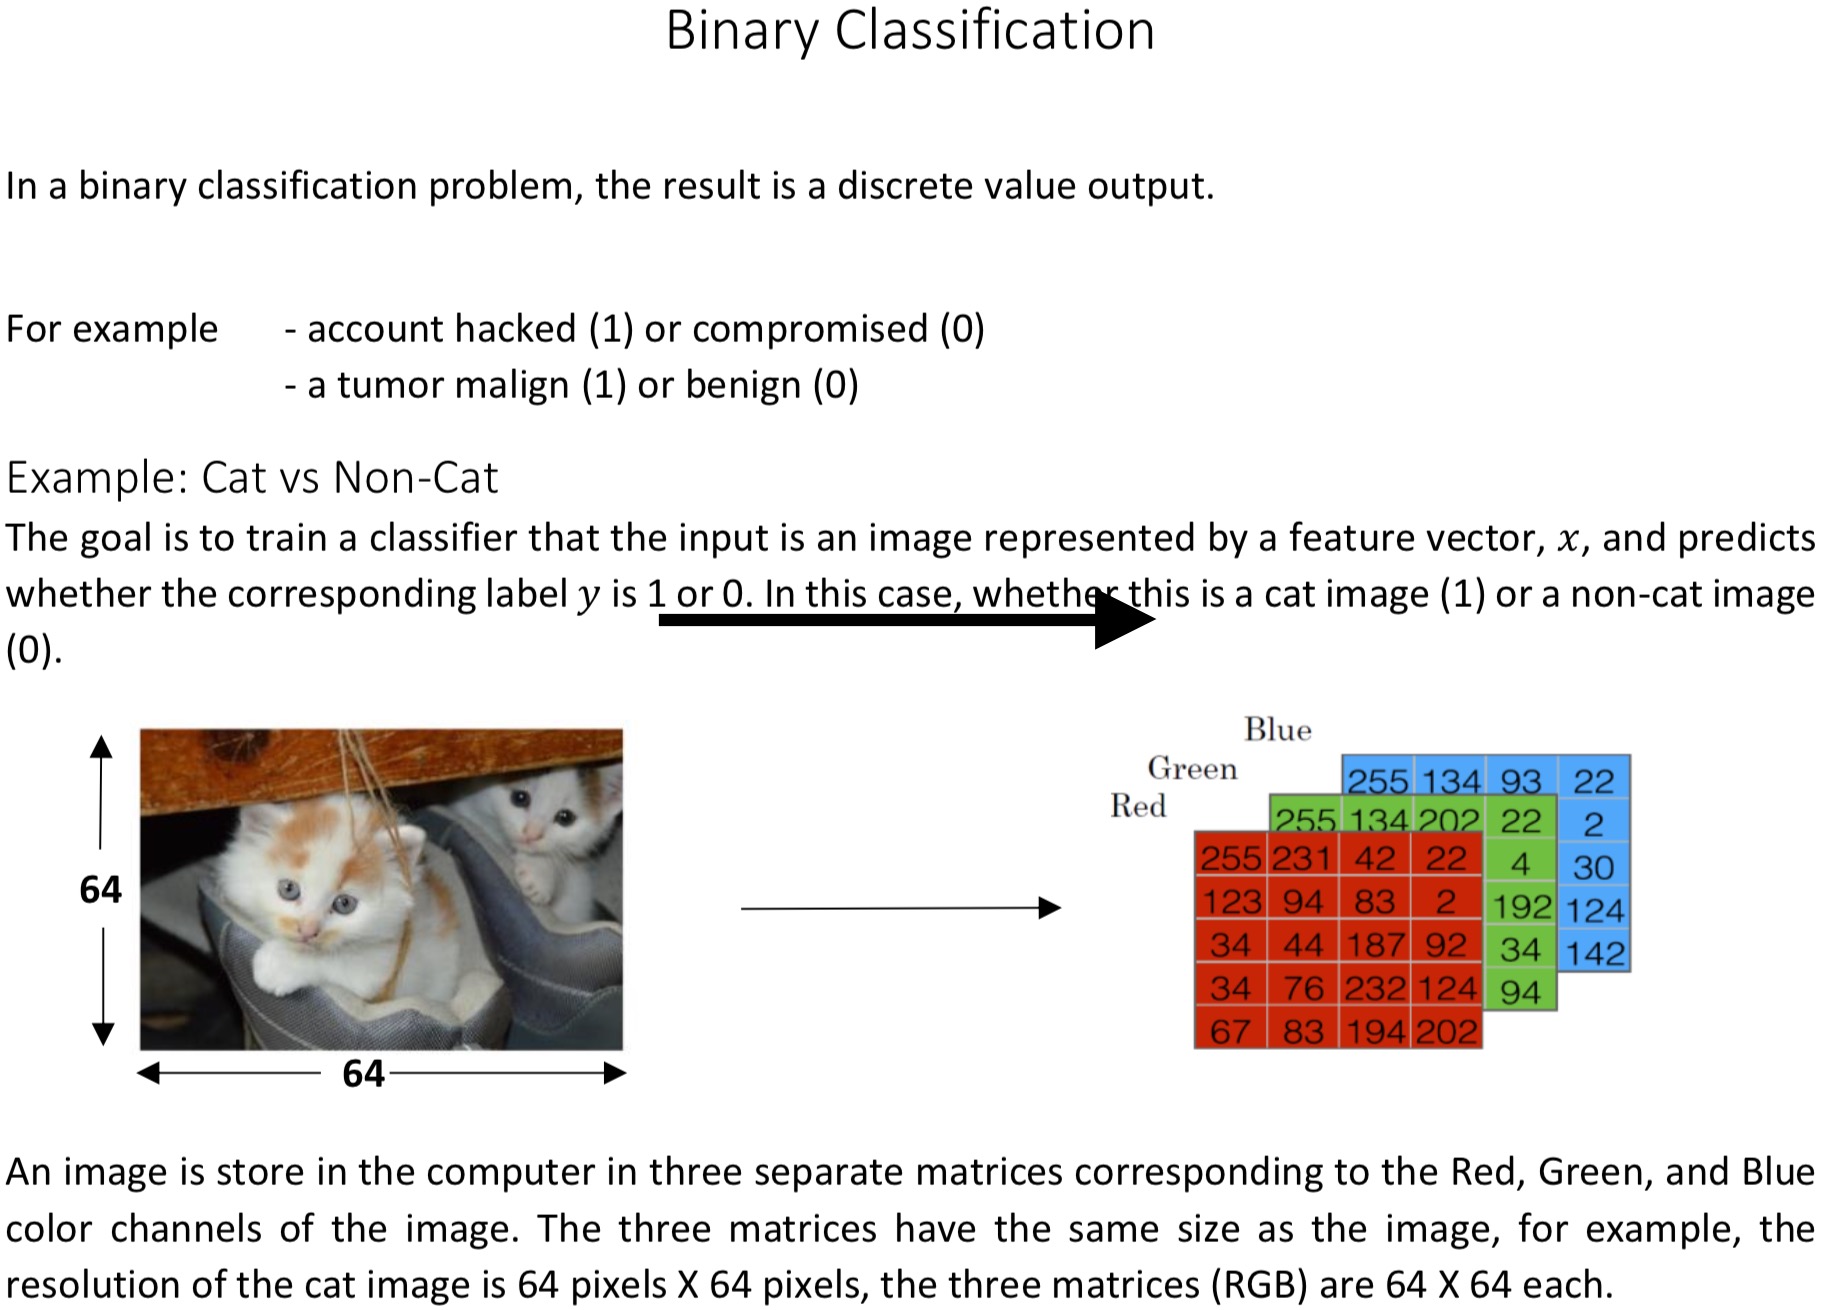 Binary Classification
In a binary classification problem, the result is a discrete value output.
For example - account hacked (1) or compromised (0)
- a tumor malign (1) or benign (0)
Example: Cat vs Non-Cat
The goal is to train a classifier that the input is an image represented by a feature vector, x, and predicts
whether the corresponding label y is 1 or 0. In this case, whether this is a cat image (1) or a non-cat image
(0).
64
64
Blue
Green
Red
255 134 93 22
2
30
124
142
255 134 202 22
4
192
34
94
255 231 42 22
123 94 83 2
34 44 187 92
34 76 232 124
67 83 194 202
An image is store in the computer in three separate matrices corresponding to the Red, Green, and Blue
color channels of the image. The three matrices have the same size as the image, for example, the
resolution of the cat image is 64 pixels X 64 pixels, the three matrices (RGB) are 64 X 64 each.